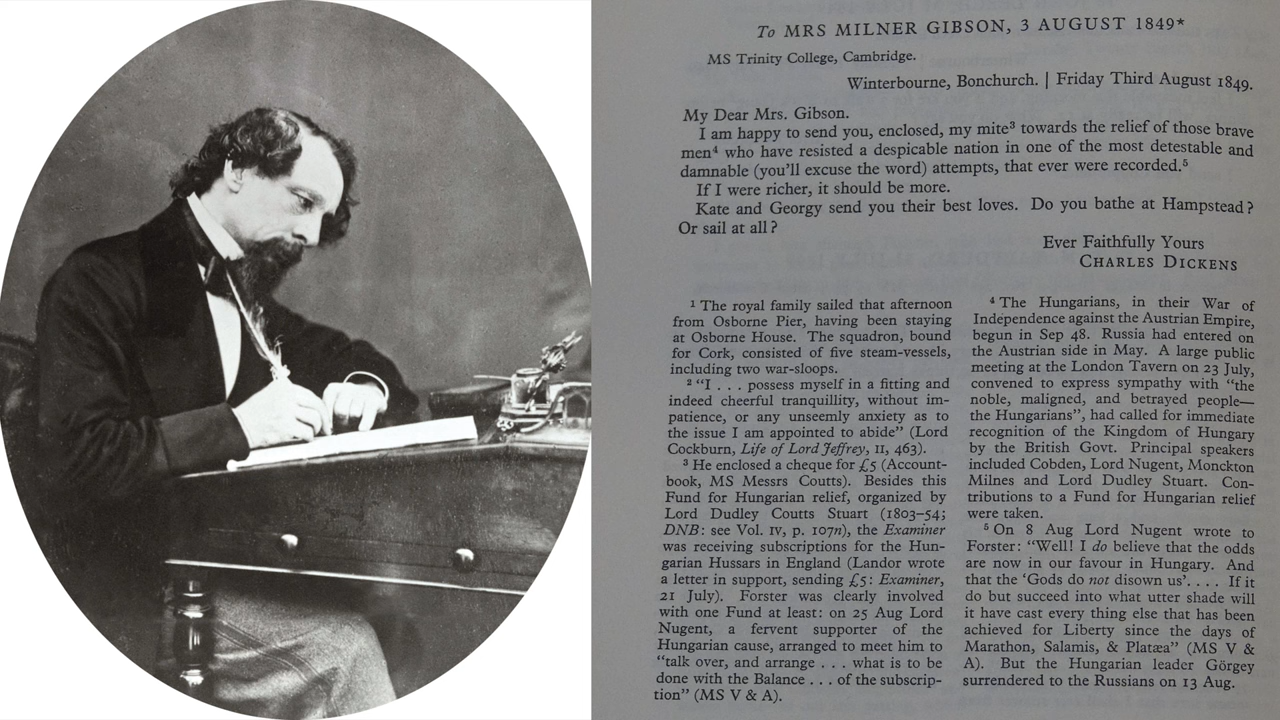 To MRS MILNER GIBSON, 3 AUGUST 1849*
MS Trinity College, Cambridge.
Winterbourne, Bonchurch. | Friday Third August 1849.
My Dear Mrs. Gibson.
I am happy to send you, enclosed, my mite³ towards the relief of those brave
men⁴ who have resisted a despicable nation in one of the most detestable and
damnable (you'll excuse the word) attempts, that ever were recorded.⁵
If I were richer, it should be more.
Kate and Georgy send you their best loves. Do you bathe at Hampstead?
Or sail at all?
Ever Faithfully Yours
CHARLES DICKENS
¹ The royal family sailed that afternoon
from Osborne Pier, having been staying
at Osborne House. The squadron, bound
for Cork, consisted of five steam-vessels,
including two war-sloops.
² "I . . . possess myself in a fitting and
indeed cheerful tranquillity, without im-
patience, or any unseemly anxiety as to
the issue I am appointed to abide" (Lord
Cockburn, Life of Lord Jeffrey, II, 463).
³ He enclosed a cheque for £5 (Account-
book, MS Messrs Coutts). Besides this
Fund for Hungarian relief, organized by
Lord Dudley Coutts Stuart (1803–54;
DNB: see Vol. IV, p. 107n), the Examiner
was receiving subscriptions for the Hun-
garian Hussars in England (Landor wrote
a letter in support, sending £5: Examiner,
21 July). Forster was clearly involved
with one Fund at least: on 25 Aug Lord
Nugent, a fervent supporter of the
Hungarian cause, arranged to meet him to
"talk over, and arrange . . . what is to be
done with the Balance . . . of the subscrip-
tion" (MS V & A).
⁴ The Hungarians, in their War of
Independence against the Austrian Empire,
begun in Sep 48. Russia had entered on
the Austrian side in May. A large public
meeting at the London Tavern on 23 July,
convened to express sympathy with "the
noble, maligned, and betrayed people—
the Hungarians", had called for immediate
recognition of the Kingdom of Hungary
by the British Govt. Principal speakers
included Cobden, Lord Nugent, Monckton
Milnes and Lord Dudley Stuart. Con-
tributions to a Fund for Hungarian relief
were taken.
⁵ On 8 Aug Lord Nugent wrote to
Forster: "Well! I do believe that the odds
are now in our favour in Hungary. And
that the 'Gods do not disown us'. . . . If it
do but succeed into what utter shade will
it have cast every thing else that has been
achieved for Liberty since the days of
Marathon, Salamis, & Platæa" (MS V &
A). But the Hungarian leader Görgey
surrendered to the Russians on 13 Aug.